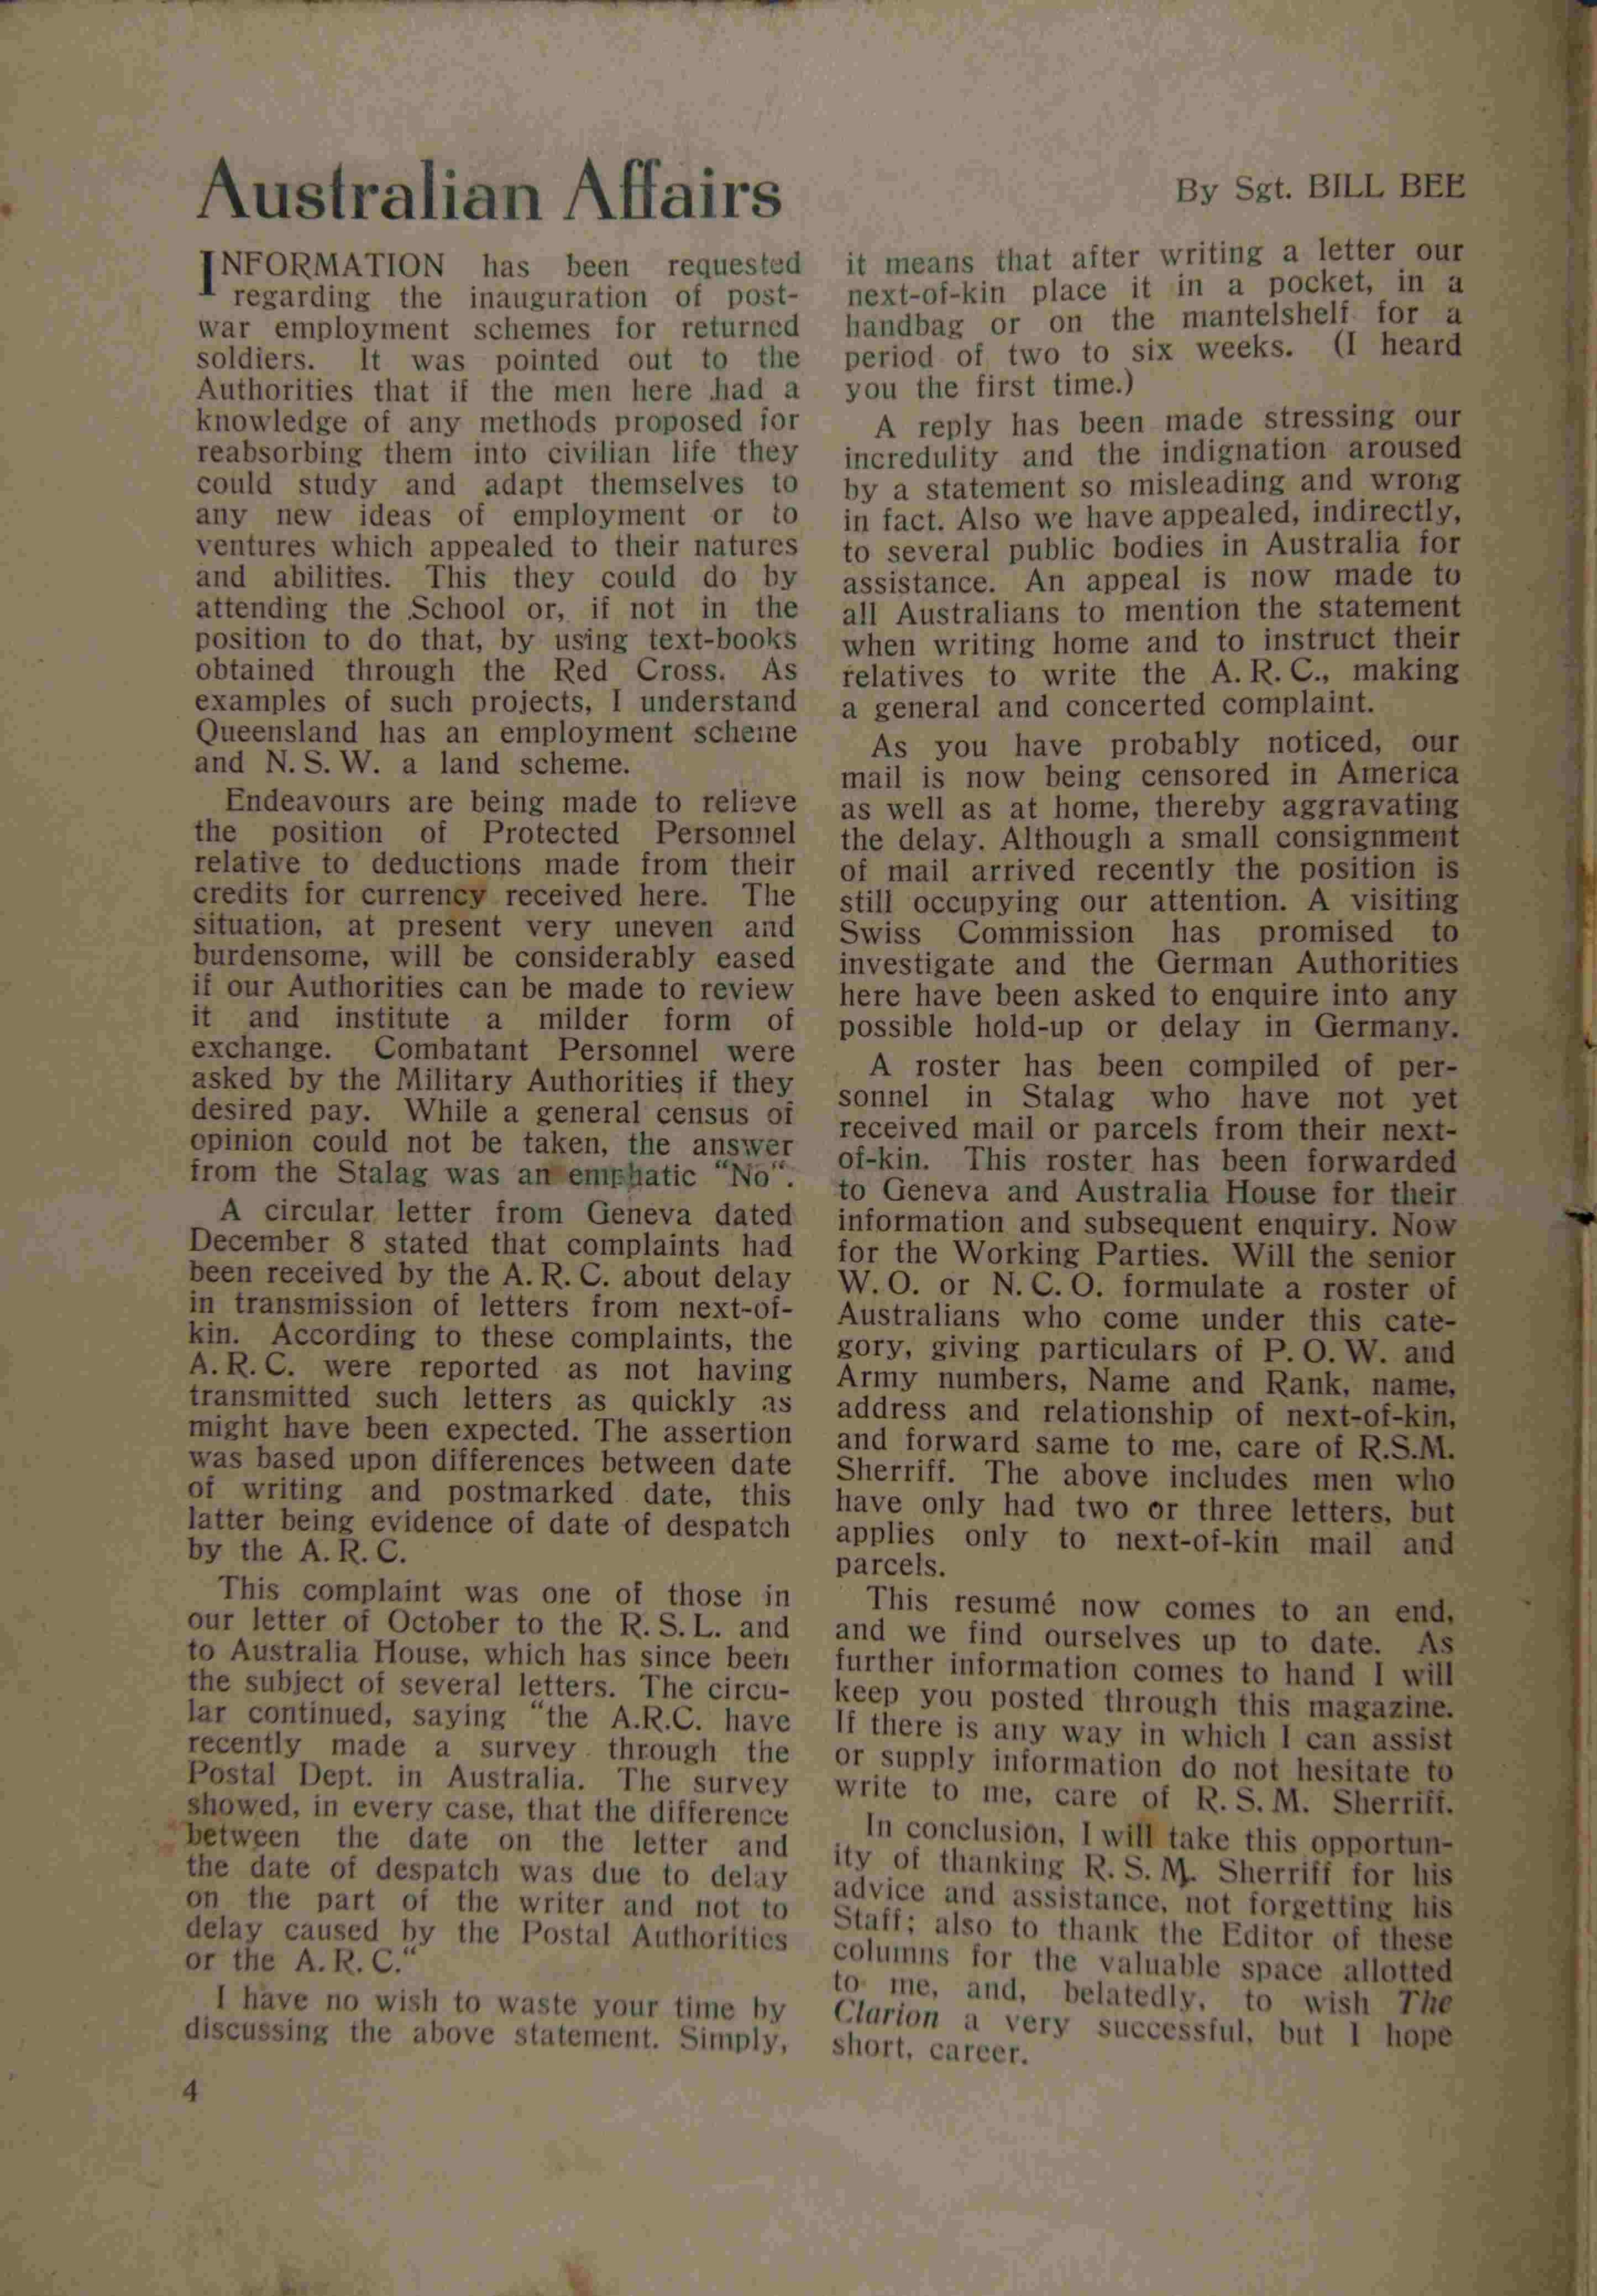 Australian Affairs
By Sgt. BILL BEE
INFORMATION has been requested
regarding the inauguration of post-
war employment schemes for returned
soldiers. It was pointed out to the
Authorities that if the men here had a
knowledge of any methods proposed for
reabsorbing them into civilian life they
could study and adapt themselves to
any new ideas of employment or to
ventures which appealed to their natures
and abilities. This they could do by
attending the School or, if not in the
position to do that, by using text-books
obtained through the Red Cross. As
examples of such projects, I understand
Queensland has an employment scheme
and N. S. W. a land scheme.
Endeavours are being made to relieve
the position of Protected Personnel
relative to deductions made from their
credits for currency received here. The
situation, at present very uneven and
burdensome, will be considerably eased
if our Authorities can be made to review
it and institute a milder form of
exchange. Combatant Personnel were
asked by the Military Authorities if they
desired pay. While a general census of
opinion could not be taken, the answer
from the Stalag was an emphatic “No“.
A circular letter from Geneva dated
December 8 stated that complaints had
been received by the A. R. C. about delay
in transmission of letters from next-of-
kin. According to these complaints, the
A. R. C. were reported as not having
transmitted such letters as quickly as
might have been expected. The assertion
was based upon differences between date
of writing and postmarked date, this
latter being evidence of date of despatch
by the A. R. C.
This complaint was one of those in
our letter of October to the R. S. L. and
to Australia House, which has since been
the subject of several letters. The circu-
lar continued, saying “the A.R.C. have
recently made a survey through the
Postal Dept. in Australia. The survey
showed, in every case, that the difference
between the date on the letter and
the date of despatch was due to delay
on the part of the writer and not to
delay caused by the Postal Authorities
or the A. R. C.“
I have no wish to waste your time by
discussing the above statement. Simply,
it means that after writing a letter our
next-of-kin place it in a pocket, in a
handbag or on the mantelshelf for a
period of two to six weeks. (I heard
you the first time.)
A reply has been made stressing our
incredulity and the indignation aroused
by a statement so misleading and wrong
in fact. Also we have appealed, indirectly,
to several public bodies in Australia for
assistance. An appeal is now made to
all Australians to mention the statement
when writing home and to instruct their
relatives to write the A. R. C., making
a general and concerted complaint.
As you have probably noticed, our
mail is now being censored in America
as well as at home, thereby aggravating
the delay. Although a small consignment
of mail arrived recently the position is
still occupying our attention. A visiting
Swiss Commission has promised to
investigate and the German Authorities
here have been asked to enquire into any
possible hold-up or delay in Germany.
A roster has been compiled of per-
sonnel in Stalag who have not yet
received mail or parcels from their next-
of-kin. This roster has been forwarded
to Geneva and Australia House for their
information and subsequent enquiry. Now
for the Working Parties. Will the senior
W. O. or N. C. O. formulate a roster of
Australians who come under this cate-
gory, giving particulars of P. O. W. and
Army numbers, Name and Rank, name,
address and relationship of next-of-kin,
and forward same to me, care of R.S.M.
Sherriff. The above includes men who
have only had two or three letters, but
applies only to next-of-kin mail and
parcels.
This resumé now comes to an end,
and we find ourselves up to date. As
further information comes to hand I will
keep you posted through this magazine.
If there is any way in which I can assist
or supply information do not hesitate to
write to me, care of R. S. M. Sherriff.
In conclusion, I will take this opportun-
ity of thanking R. S. M. Sherriff for his
advice and assistance, not forgetting his
Staff; also to thank the Editor of these
columns for the valuable space allotted
to me, and, belatedly, to wish The
Clarion a very successful, but I hope
short, career.
4